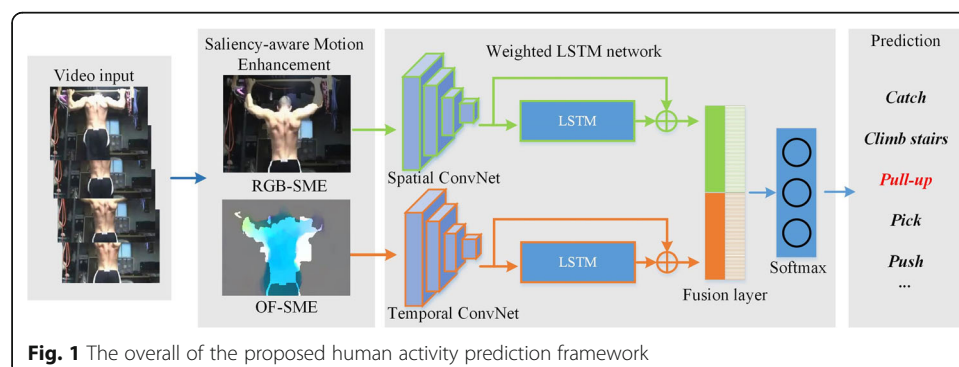 Video input
Saliency-aware Motion
Enhancement
RGB-SME
OF-SME
Weighted LSTM network
Spatial ConvNet
LSTM
Temporal ConvNet
LSTM
Fusion layer
Softmax
Prediction
Catch
Climb stairs
Pull-up
Pick
Push
...
Fig. 1 The overall of the proposed human activity prediction framework